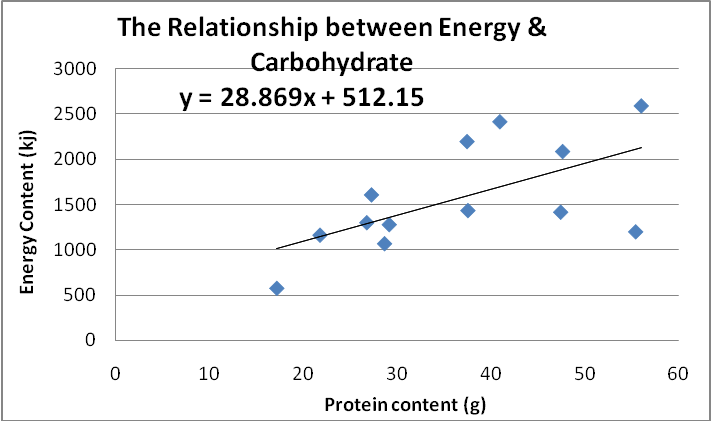 The Relationship between Energy &
Carbohydrate
y = 28.869x + 512.15
3000
2500
2000
1500
1000
500
0
Energy Content (kj)
0 10 20 30 40 50 60
Protein content (g)